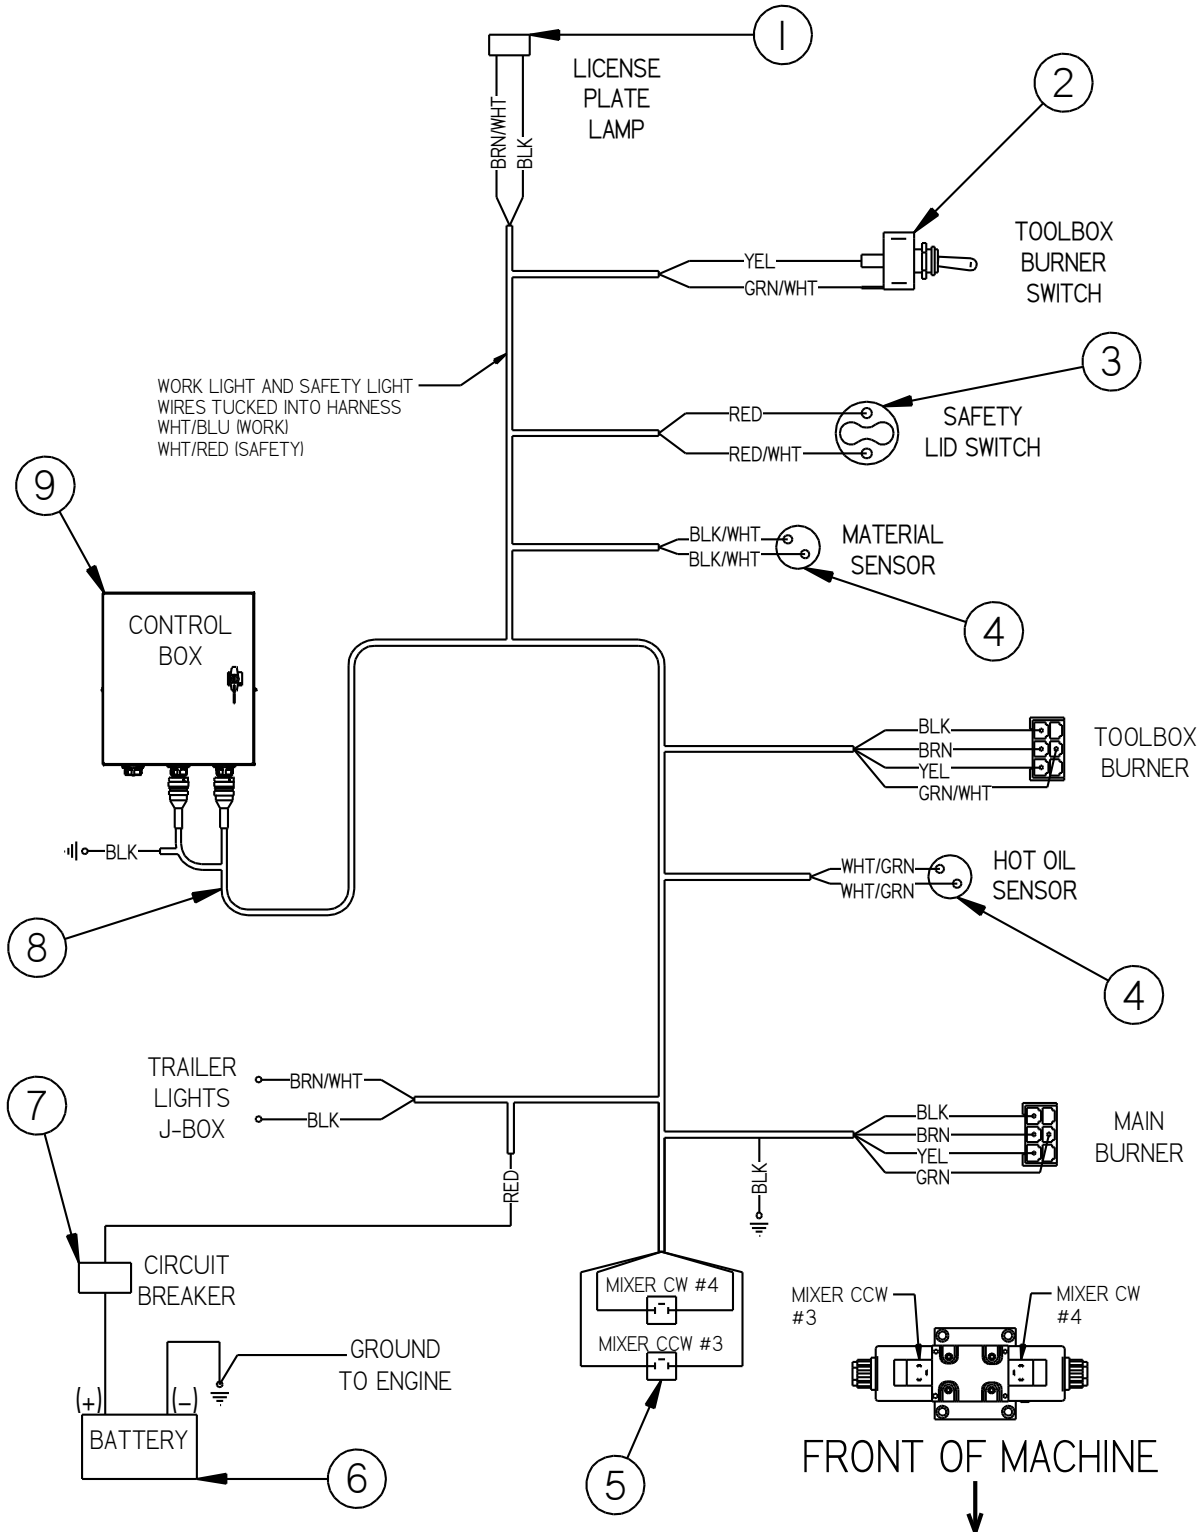 1
LICENSE
PLATE
LAMP
BRN/WHT
BLK
2
TOOLBOX
BURNER
SWITCH
YEL
GRN/WHT
WORK LIGHT AND SAFETY LIGHT
WIRES TUCKED INTO HARNESS
WHT/BLU (WORK)
WHT/RED (SAFETY)
3
SAFETY
LID SWITCH
RED
RED/WHT
9
CONTROL
BOX
BLK/WHT
BLK/WHT
MATERIAL
SENSOR
4
BLK
BRN
YEL
GRN/WHT
TOOLBOX
BURNER
BLK
8
WHT/GRN
WHT/GRN
HOT OIL
SENSOR
4
TRAILER
LIGHTS
J-BOX
BRN/WHT
BLK
7
RED
BLK
BRN
YEL
GRN
MAIN
BURNER
BLK
CIRCUIT
BREAKER
GROUND
TO ENGINE
(+)
(-)
BATTERY
6
MIXER CW #4
MIXER CCW #3
5
MIXER CCW
#3
MIXER CW
#4
FRONT OF MACHINE